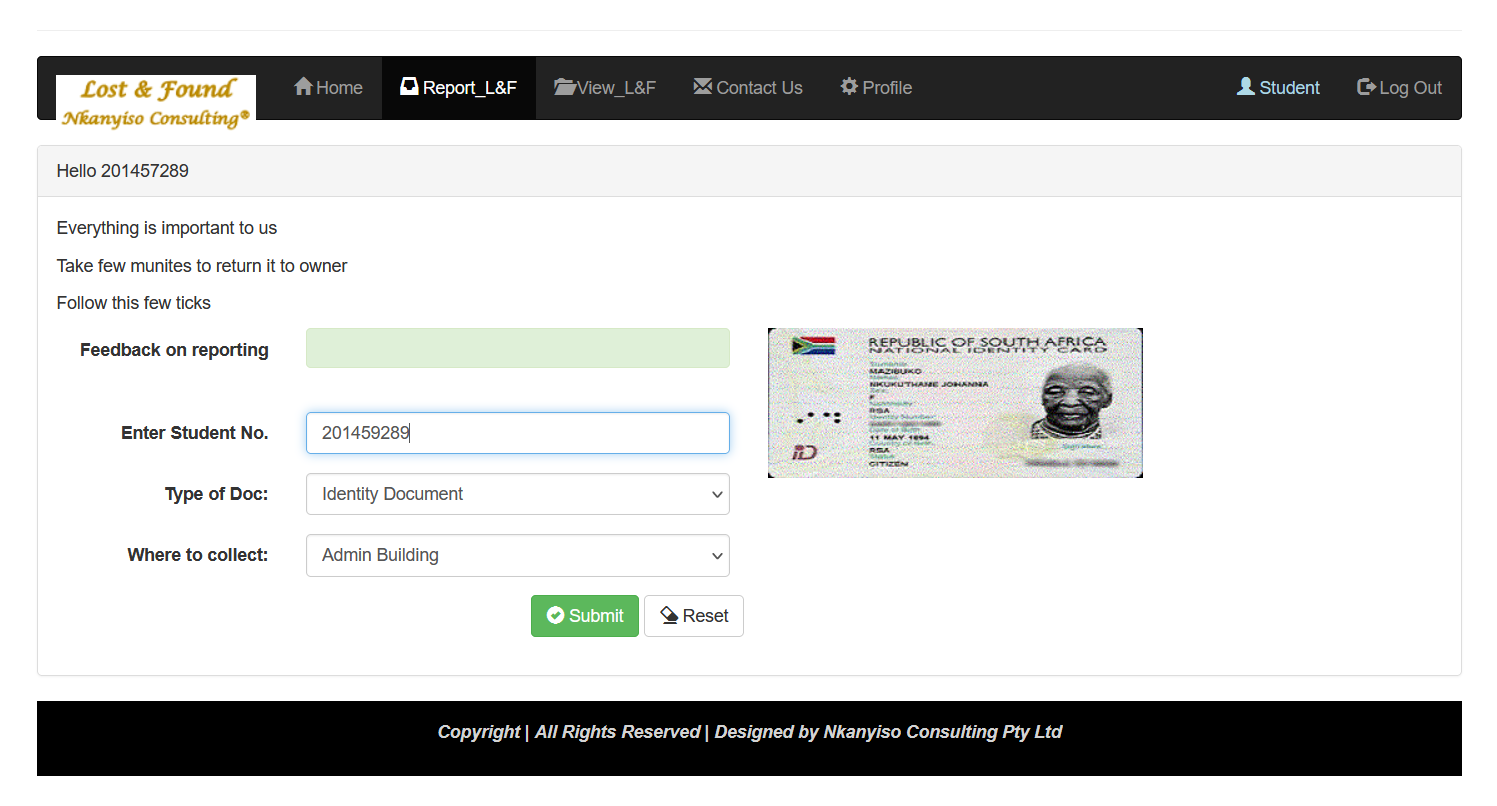 Lost & Found
Nkanyiso Consulting®
Home
Report_L&F
View_L&F
Contact Us
Profile
Student
Log Out
Hello 201457289
Everything is important to us
Take few munites to return it to owner
Follow this few ticks
Feedback on reporting
Enter Student No.
201459289
Type of Doc:
Identity Document
Where to collect:
Admin Building
Submit
Reset
REPUBLIC OF SOUTH AFRICA
NATIONAL IDENTITY CARD
MAZIBUKO
NKUKUTHAME JOHANNA
F
RSA
11 MAY 1894
RSA
CITIZEN
iD
Copyright | All Rights Reserved | Designed by Nkanyiso Consulting Pty Ltd